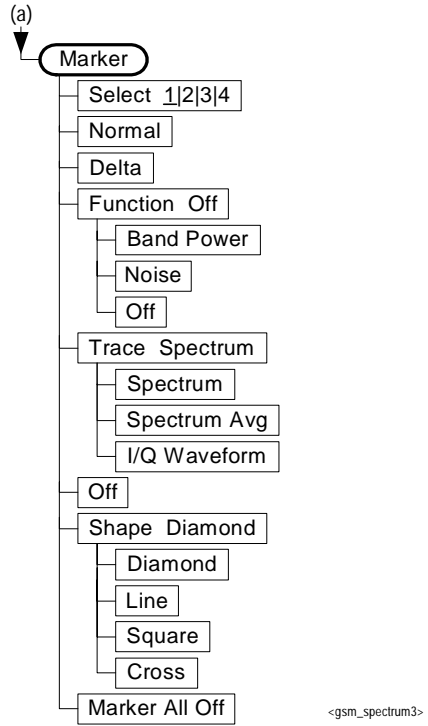 (a)
Marker
Select 1|2|3|4
Normal
Delta
Function Off
Band Power
Noise
Off
Trace Spectrum
Spectrum
Spectrum Avg
I/Q Waveform
Off
Shape Diamond
Diamond
Line
Square
Cross
Marker All Off
<gsm_spectrum3>